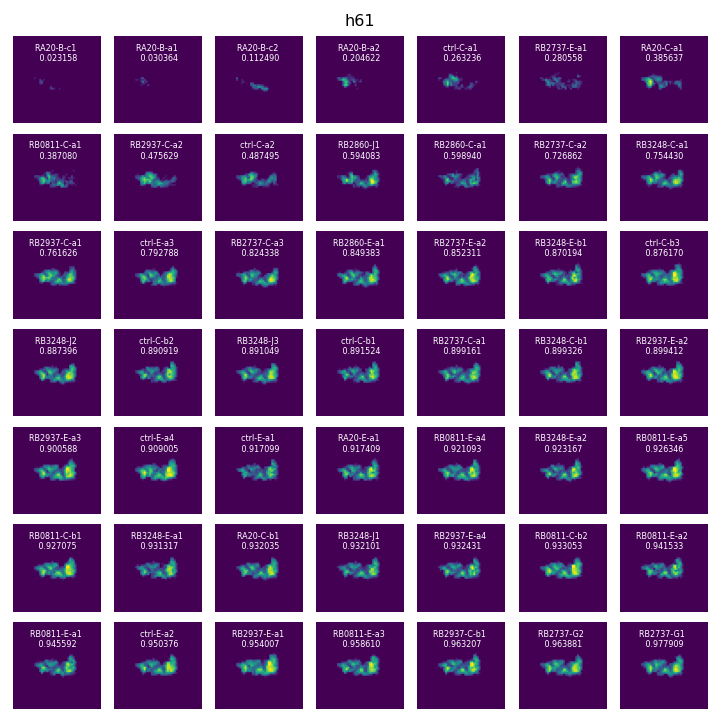 h61
RA20-B-c1
0.023158
RA20-B-a1
0.030364
RA20-B-c2
0.112490
RA20-B-a2
0.204622
ctrl-C-a1
0.263236
RB2737-E-a1
0.280558
RA20-C-a1
0.385637
RB0811-C-a1
0.387080
RB2937-C-a2
0.475629
ctrl-C-a2
0.487495
RB2860-J1
0.594083
RB2860-C-a1
0.598940
RB2737-C-a2
0.726862
RB3248-C-a1
0.754430
RB2937-C-a1
0.761626
ctrl-E-a3
0.792788
RB2737-C-a3
0.824338
RB2860-E-a1
0.849383
RB2737-E-a2
0.852311
RB3248-E-b1
0.870194
ctrl-C-b3
0.876170
RB3248-J2
0.887396
ctrl-C-b2
0.890919
RB3248-J3
0.891049
ctrl-C-b1
0.891524
RB2737-C-a1
0.899161
RB3248-C-b1
0.899326
RB2937-E-a2
0.899412
RB2937-E-a3
0.900588
ctrl-E-a4
0.909005
ctrl-E-a1
0.917099
RA20-E-a1
0.917409
RB0811-E-a4
0.921093
RB3248-E-a2
0.923167
RB0811-E-a5
0.926346
RB0811-C-b1
0.927075
RB3248-E-a1
0.931317
RA20-C-b1
0.932035
RB3248-J1
0.932101
RB2937-E-a4
0.932431
RB0811-C-b2
0.933053
RB0811-E-a2
0.941533
RB0811-E-a1
0.945592
ctrl-E-a2
0.950376
RB2937-E-a1
0.954007
RB0811-E-a3
0.958610
RB2937-C-b1
0.963207
RB2737-G2
0.963881
RB2737-G1
0.977909